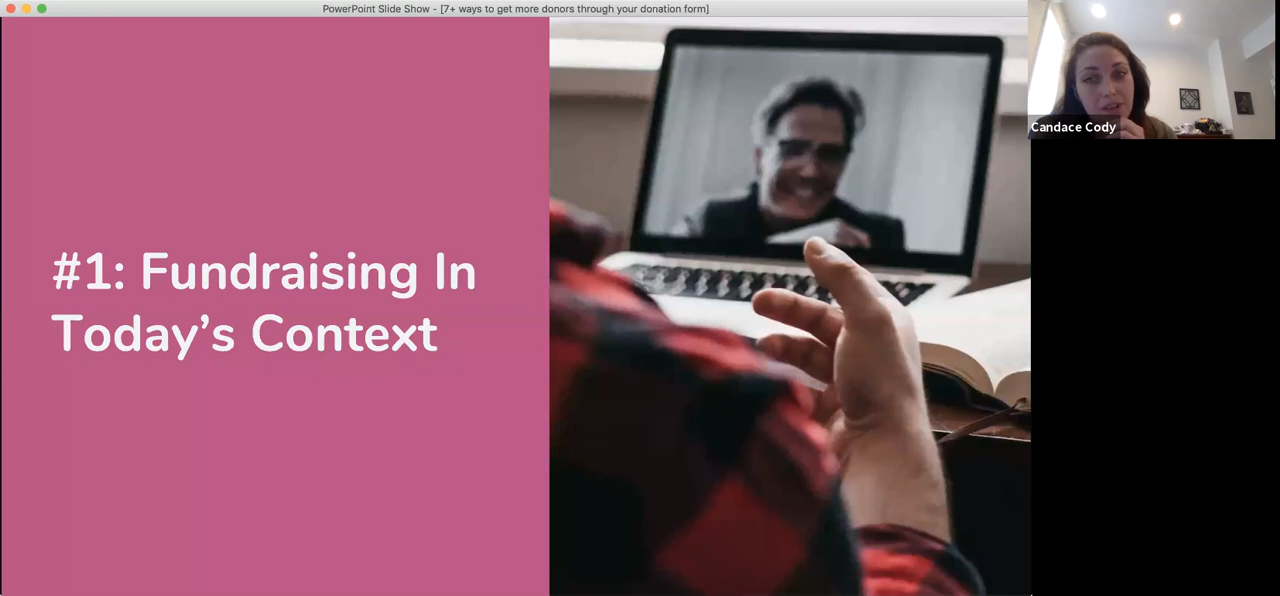 PowerPoint Slide Show - [7+ ways to get more donors through your donation form]
Candace Cody
#1: Fundraising In
Today’s Context